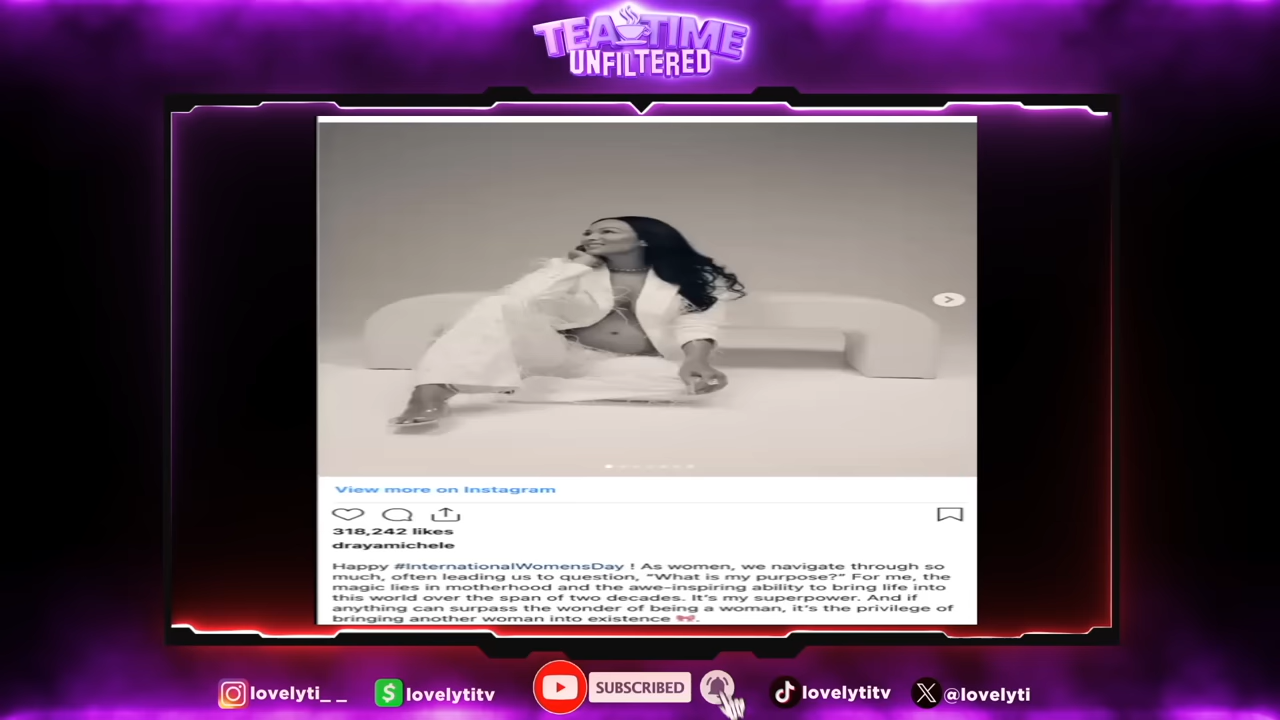 TEA TIME
UNFILTERED
View more on Instagram
318,242 likes
drayamichele
Happy #InternationalWomensDay ! As women, we navigate through so
much, often leading us to question, “What is my purpose?” For me, the
magic lies in motherhood and the awe-inspiring ability to bring life into
this world over the span of two decades. It’s my superpower. And if
anything can surpass the wonder of being a woman, it’s the privilege of
bringing another woman into existence 🎀.
lovelyti_ _
lovelytitv
SUBSCRIBED
lovelytitv
@lovelyti